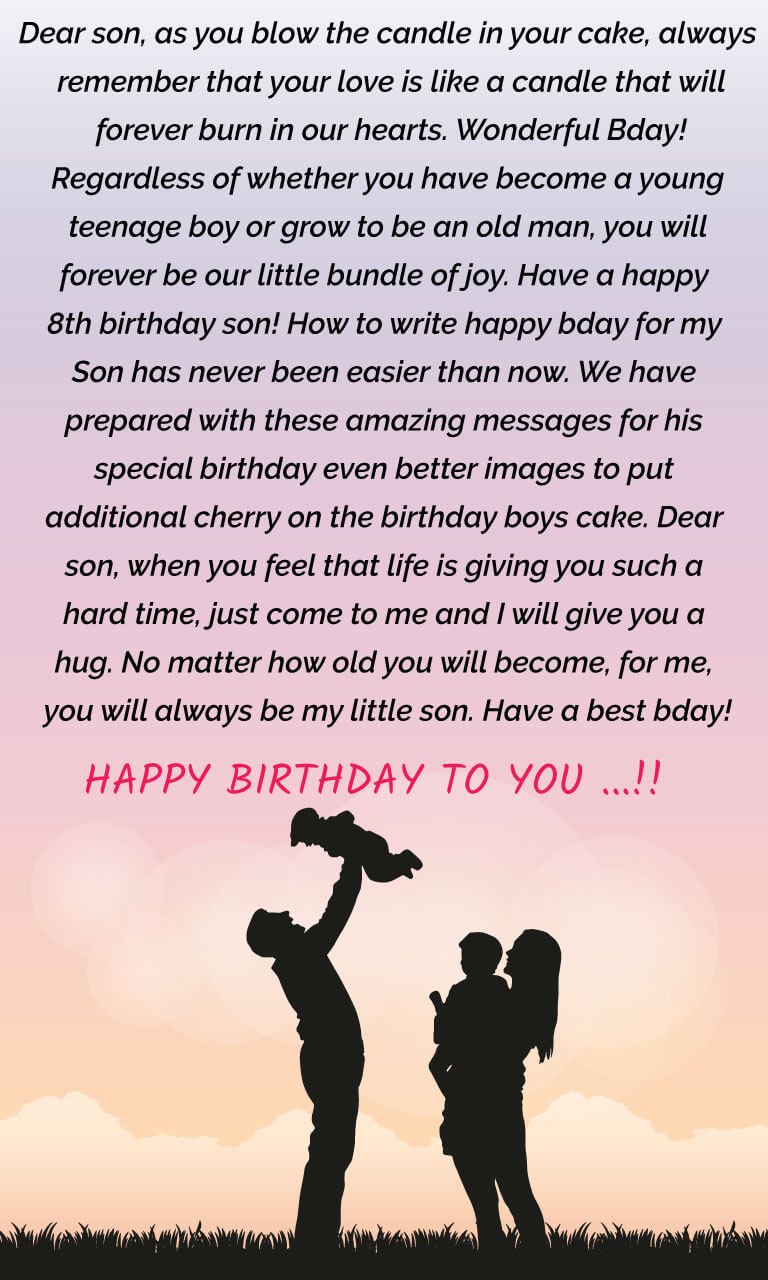 Dear son, as you blow the candle in your cake, always
remember that your love is like a candle that will
forever burn in our hearts. Wonderful Bday!
Regardless of whether you have become a young
teenage boy or grow to be an old man, you will
forever be our little bundle of joy. Have a happy
8th birthday son! How to write happy bday for my
Son has never been easier than now. We have
prepared with these amazing messages for his
special birthday even better images to put
additional cherry on the birthday boys cake. Dear
son, when you feel that life is giving you such a
hard time, just come to me and I will give you a
hug. No matter how old you will become, for me,
you will always be my little son. Have a best bday!
HAPPY BIRTHDAY TO YOU ...!!